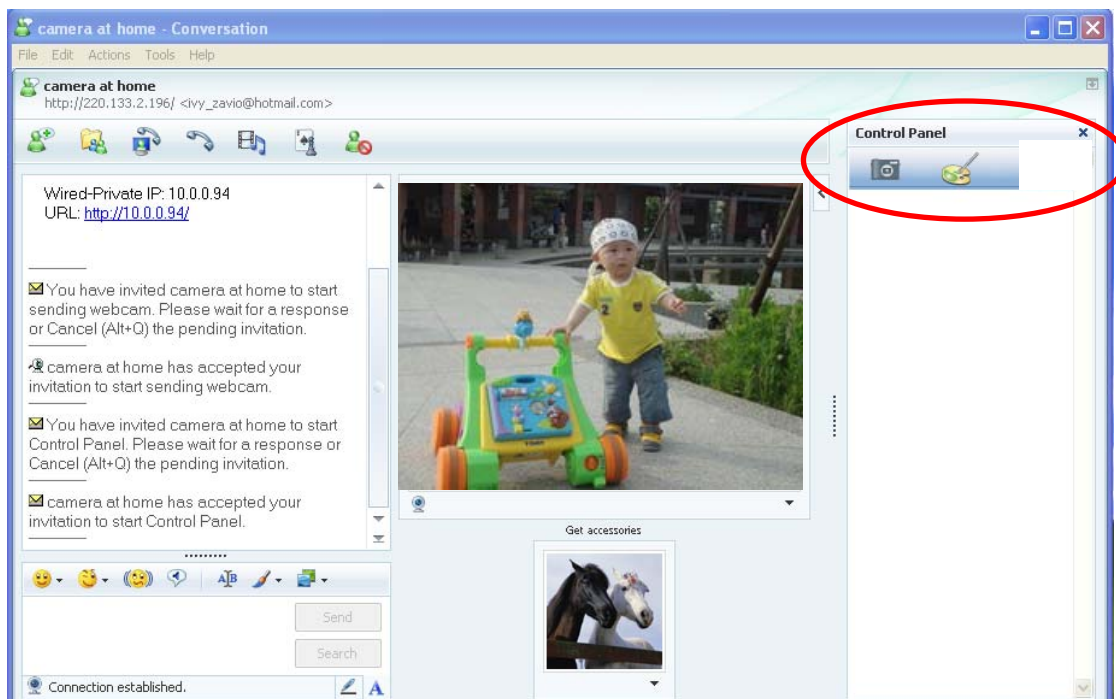 camera at home - Conversation
File Edit Actions Tools Help
camera at home
http://220.133.2.196/ <ivy_zavio@hotmail.com>
Control Panel
Wired-Private IP: 10.0.0.94
URL: http://10.0.0.94/
You have invited camera at home to start
sending webcam. Please wait for a response
or Cancel (Alt+Q) the pending invitation.
camera at home has accepted your
invitation to start sending webcam.
You have invited camera at home to start
Control Panel. Please wait for a response or
Cancel (Alt+Q) the pending invitation.
camera at home has accepted your
invitation to start Control Panel.
Get accessories
Send
Search
Connection established.